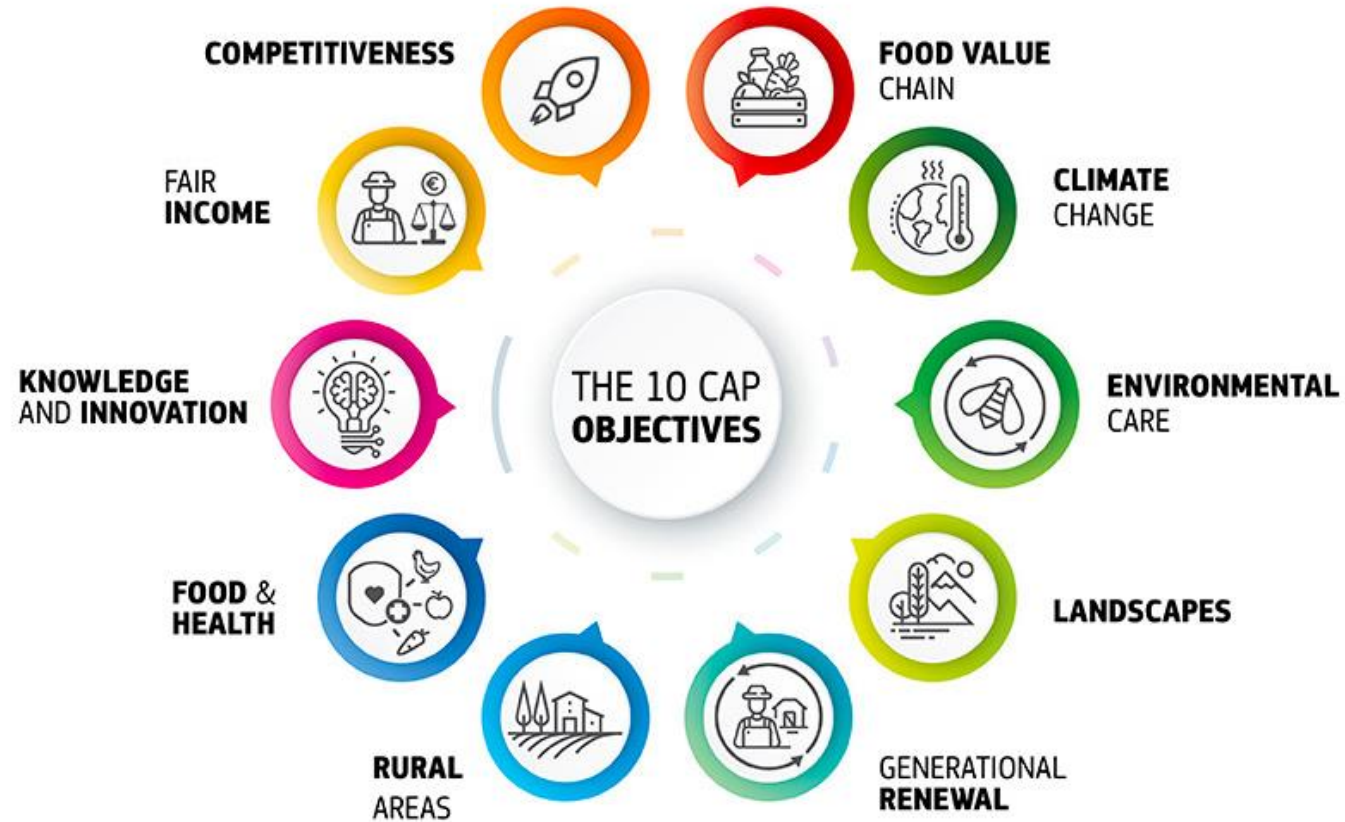 COMPETITIVENESS
FOOD VALUE
CHAIN
FAIR
INCOME
CLIMATE
CHANGE
KNOWLEDGE
AND INNOVATION
THE 10 CAP
OBJECTIVES
ENVIRONMENTAL
CARE
FOOD &
HEALTH
LANDSCAPES
RURAL
AREAS
GENERATIONAL
RENEWAL